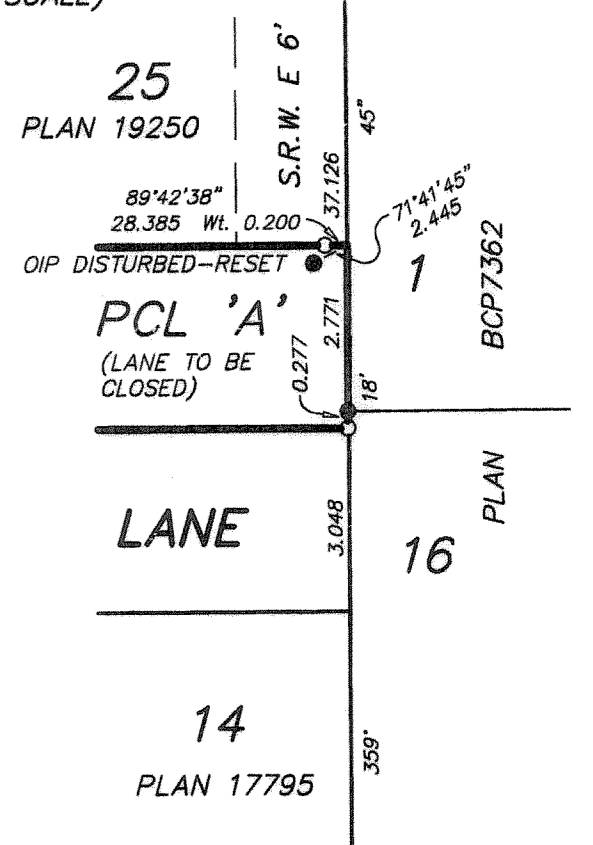 25
PLAN 19250
S.R.W. E 6'
45"
89°42'38"
28.385 Wt. 0.200
37.126
71°41'45"
2.445
OIP DISTURBED-RESET
1
BCP7362
PCL 'A'
(LANE TO BE
CLOSED)
2.771
0.277
18'
PLAN
LANE
3.048
16
14
PLAN 17795
359°